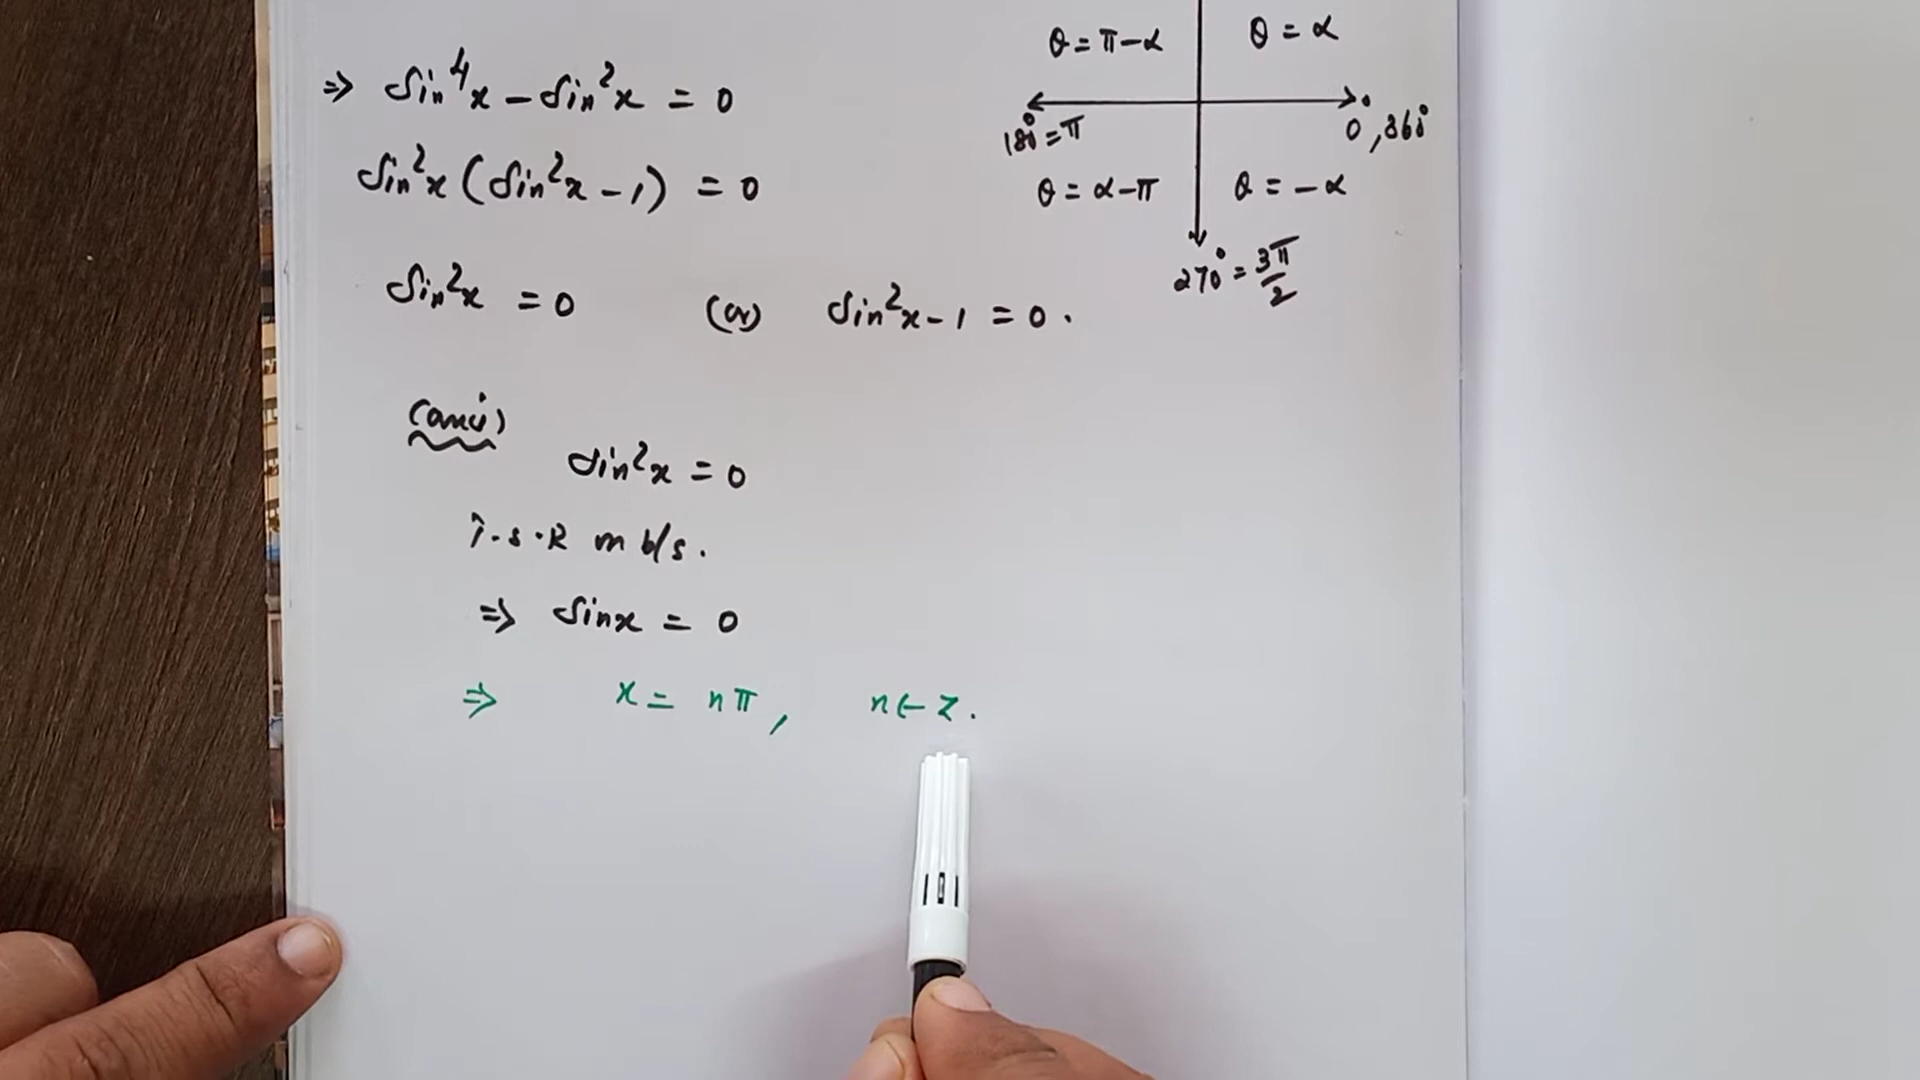 ⇒ Sin⁴x – Sin²x = 0
Sin²x (Sin²x – 1) = 0
Sin²x = 0 (or) Sin²x – 1 = 0.
Case i)
Sin²x = 0
T.S.R on b/s.
⇒ Sinx = 0
⇒ x = nπ, n∈Z.
θ = π–α θ = α
180° = π 0°, 360°
θ = α–π θ = –α
270° = 3π/2